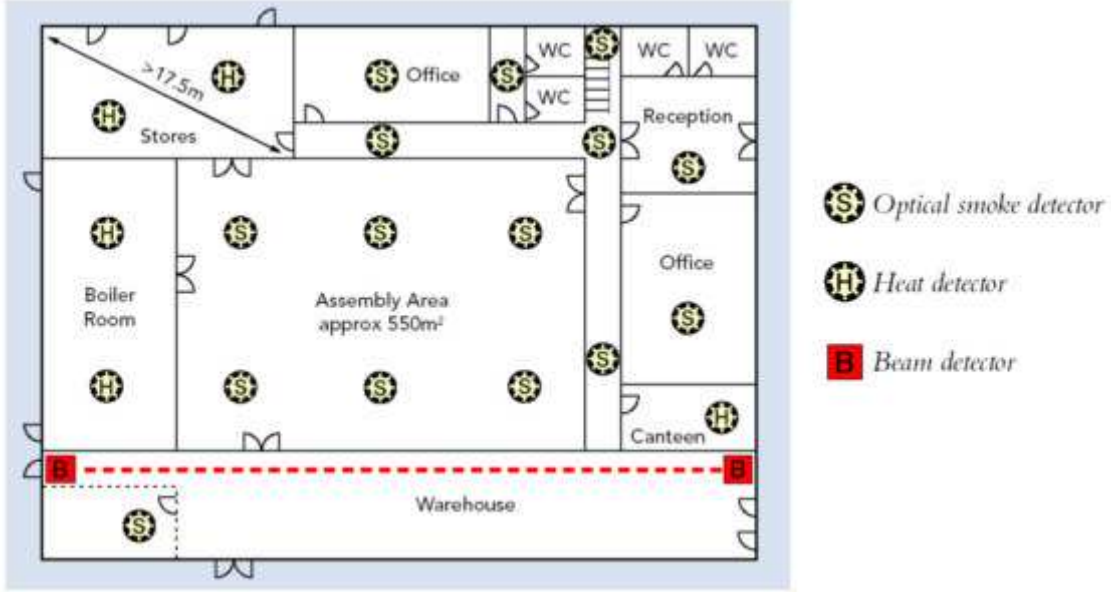 WC
S
WC
WC
>17.5m
H
S
Office
S
H
WC
Reception
Stores
S
S
S
S
Optical smoke detector
H
S
S
S
Office
H
Heat detector
Boiler
Room
Assembly Area
approx 550m²
S
S
B
Beam detector
H
S
S
S
H
Canteen
B
B
Warehouse
S